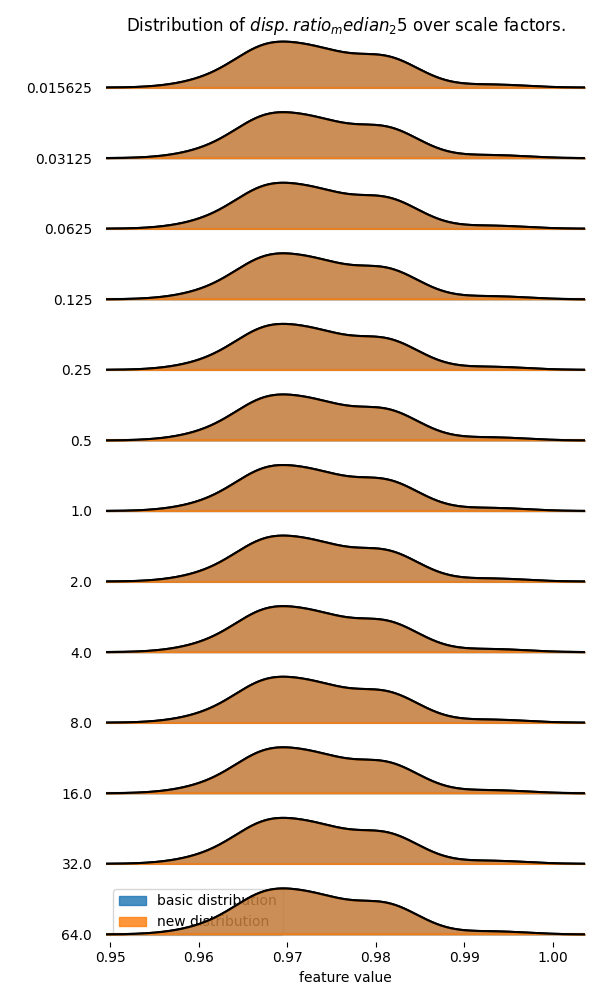 Distribution of disp.ratio_median_25 over scale factors.
0.015625
0.03125
0.0625
0.125
0.25
0.5
1.0
2.0
4.0
8.0
16.0
32.0
64.0
basic distribution
new distribution
0.95 0.96 0.97 0.98 0.99 1.00
feature value